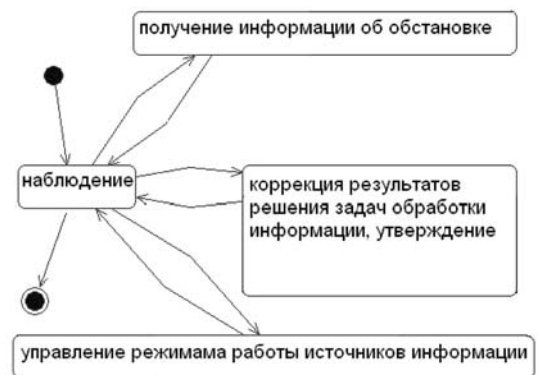 получение информации об обстановке
наблюдение
коррекция результатов
решения задач обработки
информации, утверждение
управление режимама работы источников информации